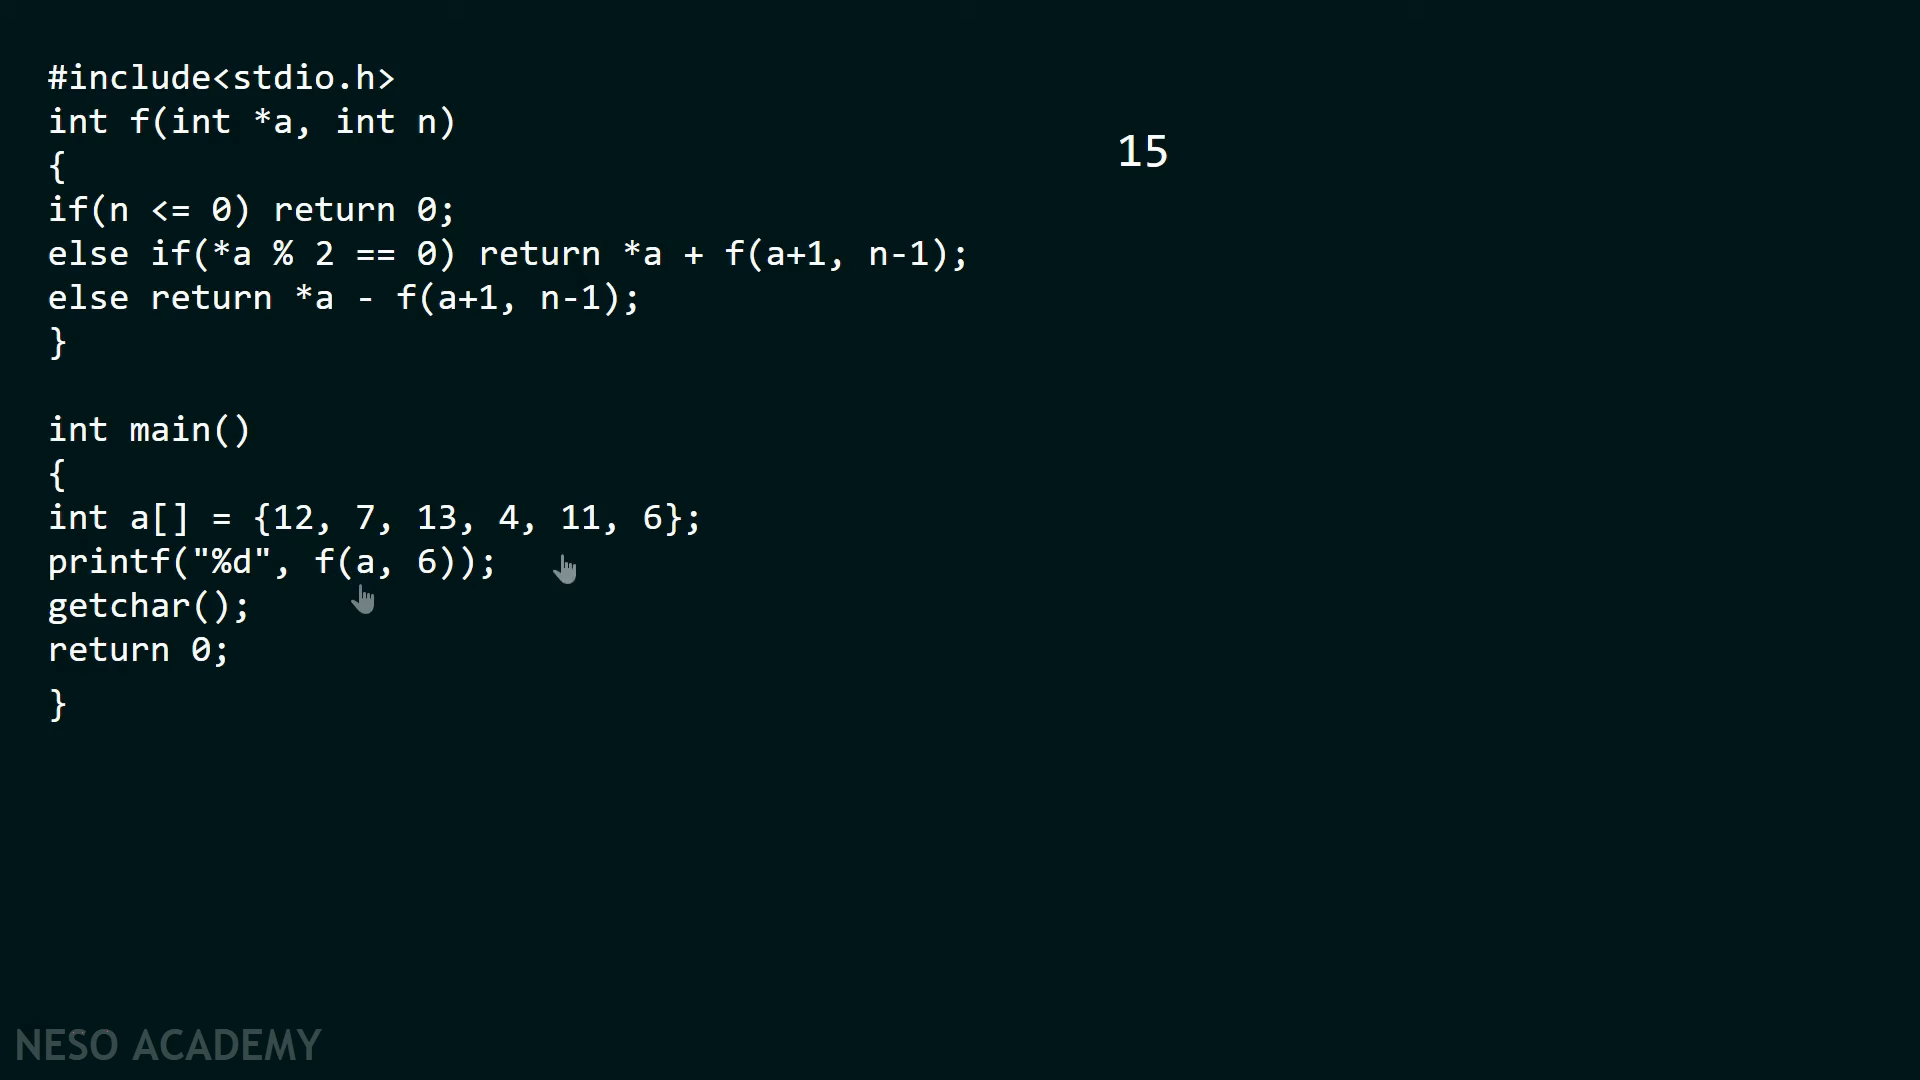 #include<stdio.h>
int f(int *a, int n)
{
if(n <= 0) return 0;
else if(*a % 2 == 0) return *a + f(a+1, n-1);
else return *a - f(a+1, n-1);
}
int main()
{
int a[] = {12, 7, 13, 4, 11, 6};
printf("%d", f(a, 6));
getchar();
return 0;
}
15
NESO ACADEMY